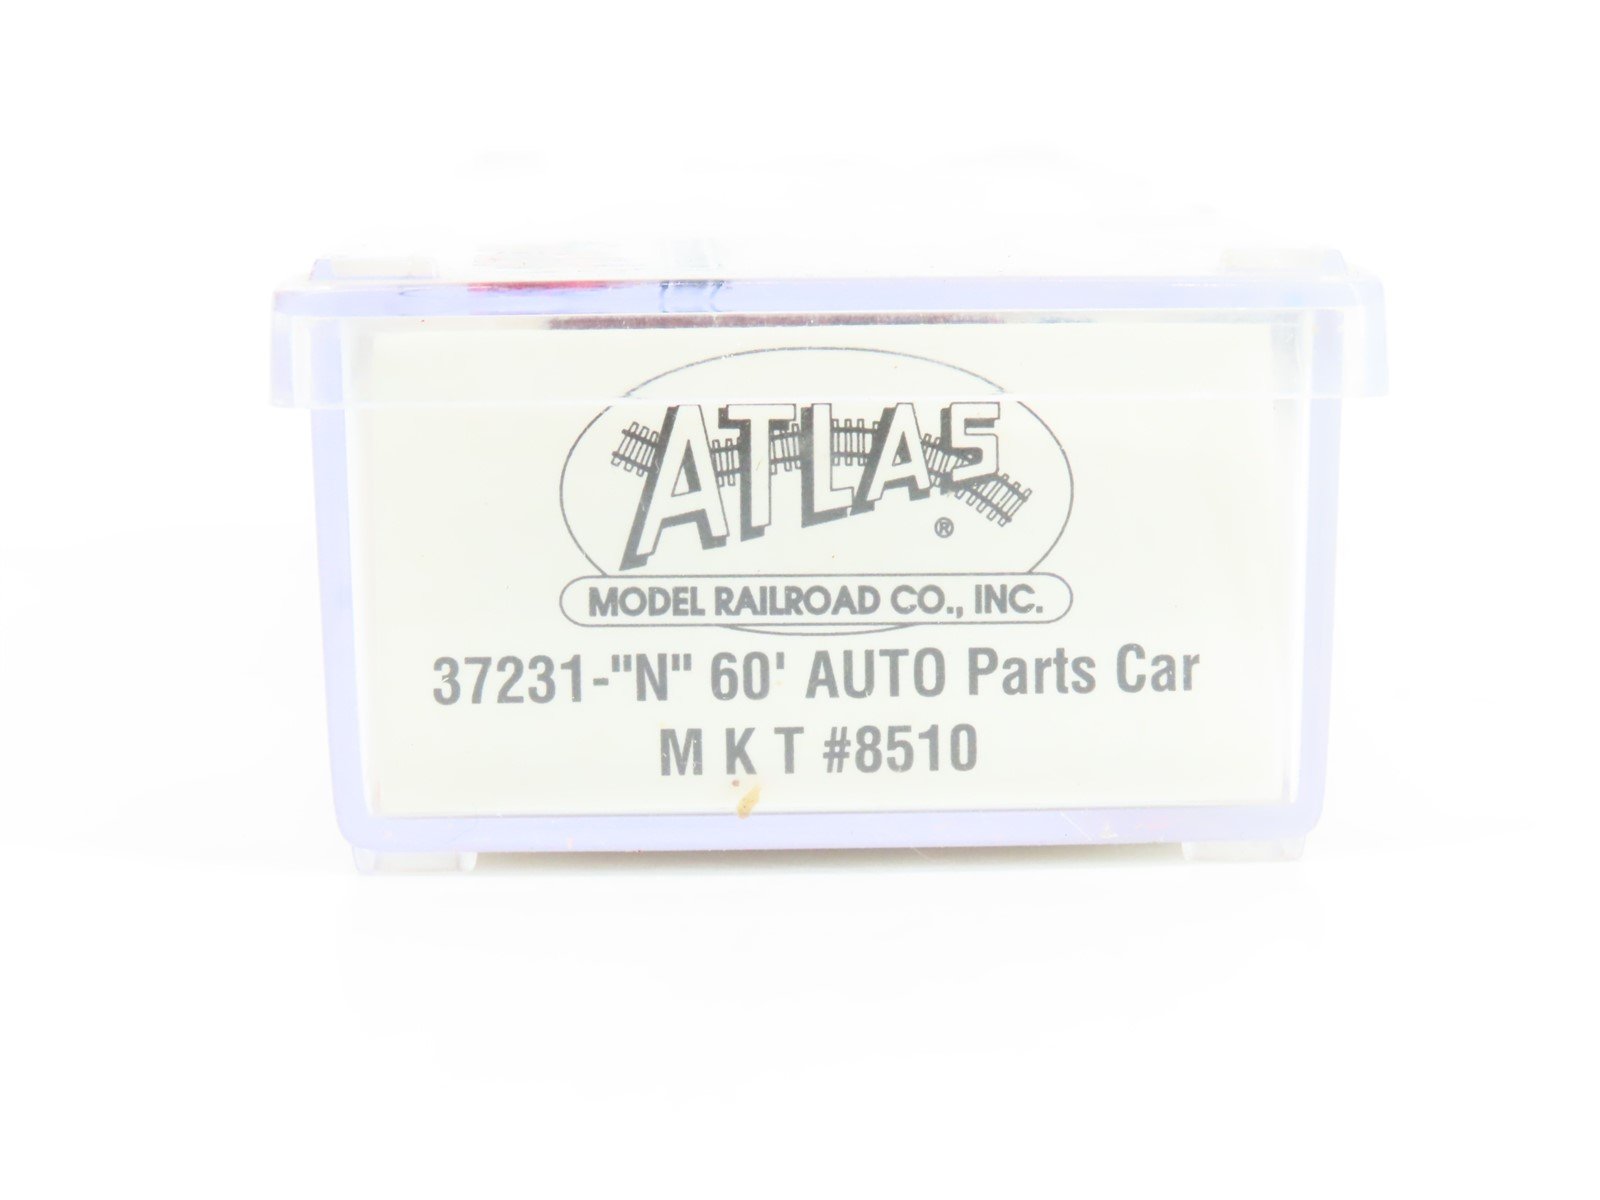 ATLAS
®
MODEL RAILROAD CO., INC.
37231-"N" 60' AUTO Parts Car
M K T #8510